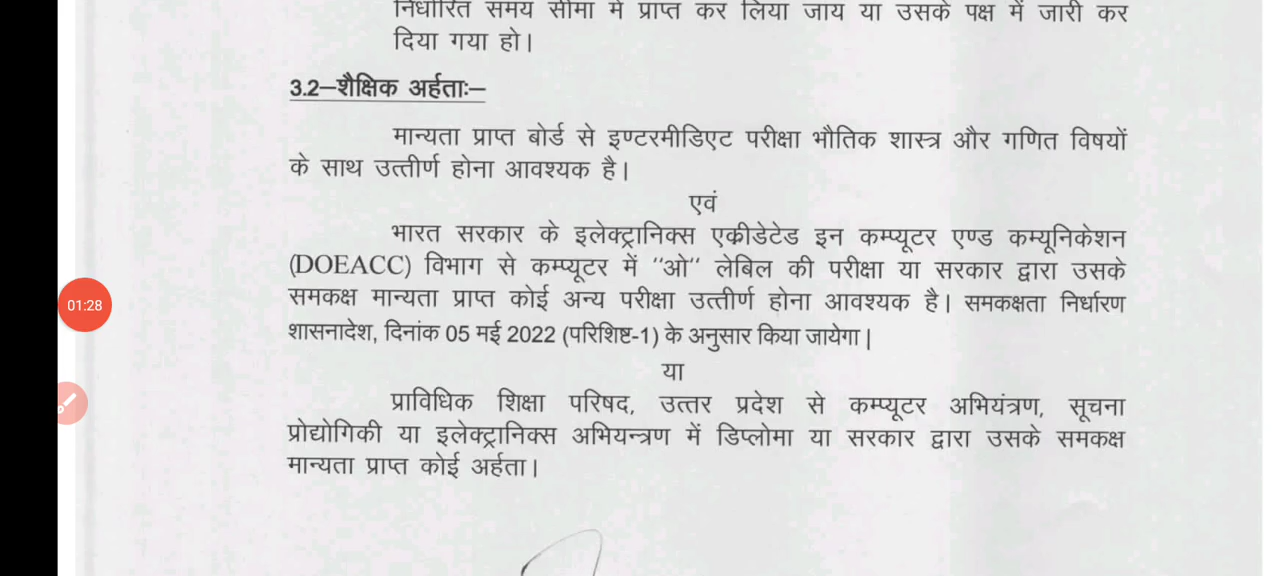 निर्धारित समय सीमा में प्राप्त कर लिया जाय या उसके पक्ष में जारी कर
दिया गया हो।
3.2–शैक्षिक अर्हताः–
मान्यता प्राप्त बोर्ड से इण्टरमीडिएट परीक्षा भौतिक शास्त्र और गणित विषयों
के साथ उत्तीर्ण होना आवश्यक है।
एवं
भारत सरकार के इलेक्ट्रानिक्स एक्रीडेटेड इन कम्प्यूटर एण्ड कम्यूनिकेशन
(DOEACC) विभाग से कम्प्यूटर में ''ओ'' लेबिल की परीक्षा या सरकार द्वारा उसके
समकक्ष मान्यता प्राप्त कोई अन्य परीक्षा उत्तीर्ण होना आवश्यक है। समकक्षता निर्धारण
शासनादेश, दिनांक 05 मई 2022 (परिशिष्ट-1) के अनुसार किया जायेगा|
01:28
या
प्राविधिक शिक्षा परिषद, उत्तर प्रदेश से कम्प्यूटर अभियंत्रण, सूचना
प्रोद्योगिकी या इलेक्ट्रानिक्स अभियन्त्रण में डिप्लोमा या सरकार द्वारा उसके समकक्ष
मान्यता प्राप्त कोई अर्हता।